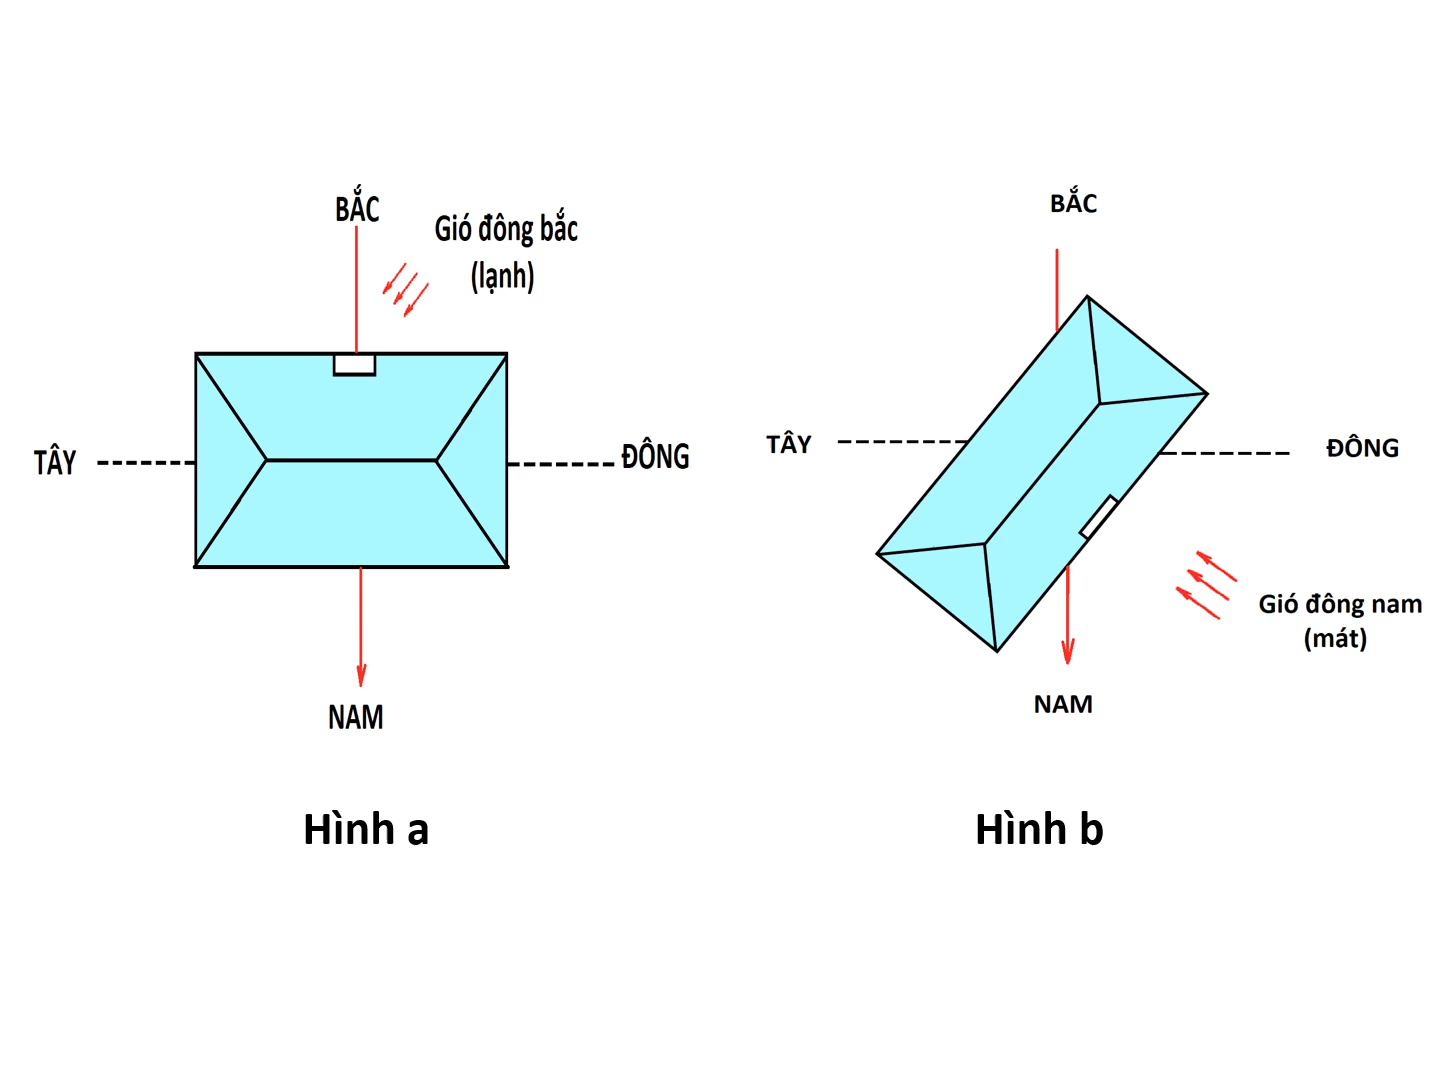 BẮC
Gió đông bắc
(lạnh)
TÂY
ĐÔNG
NAM
Hình a
BẮC
TÂY
ĐÔNG
Gió đông nam
(mát)
NAM
Hình b